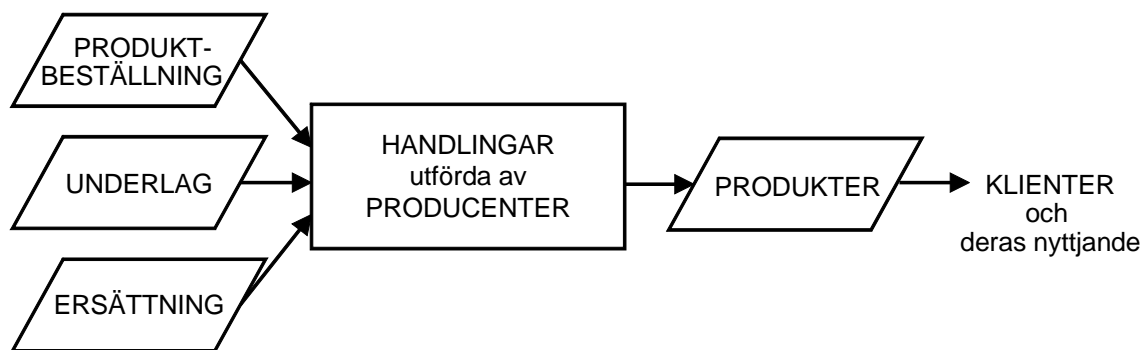 PRODUKT-
BESTÄLLNING
UNDERLAG
ERSÄTTNING
HANDLINGAR
utförda av
PRODUCENTER
PRODUKTER
KLIENTER
och
deras nyttjande